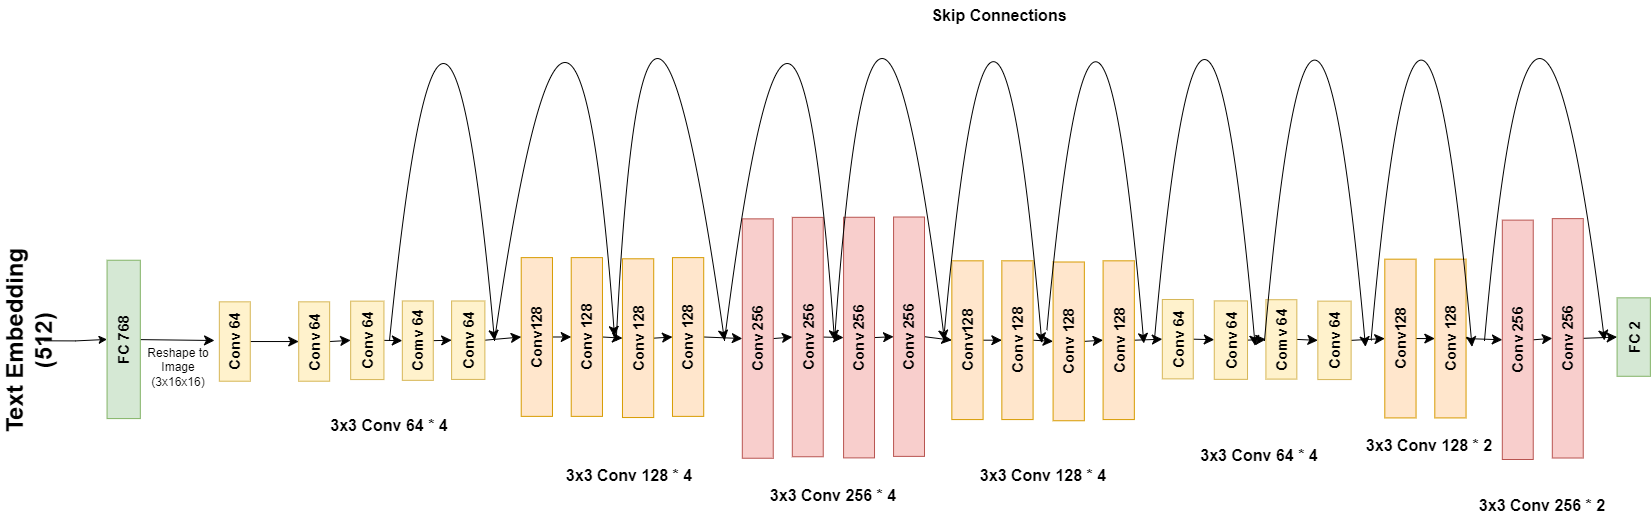 Skip Connections
Text Embedding
(512)
FC 768
Reshape to
Image
(3x16x16)
Conv 64
Conv 64
Conv 64
Conv 64
Conv 64
3x3 Conv 64 * 4
Conv128
Conv 128
Conv 128
Conv 128
3x3 Conv 128 * 4
Conv 256
Conv 256
Conv 256
Conv 256
3x3 Conv 256 * 4
Conv128
Conv 128
Conv 128
Conv 128
3x3 Conv 128 * 4
Conv 64
Conv 64
Conv 64
Conv 64
3x3 Conv 64 * 4
Conv128
Conv 128
3x3 Conv 128 * 2
Conv 256
Conv 256
3x3 Conv 256 * 2
FC 2